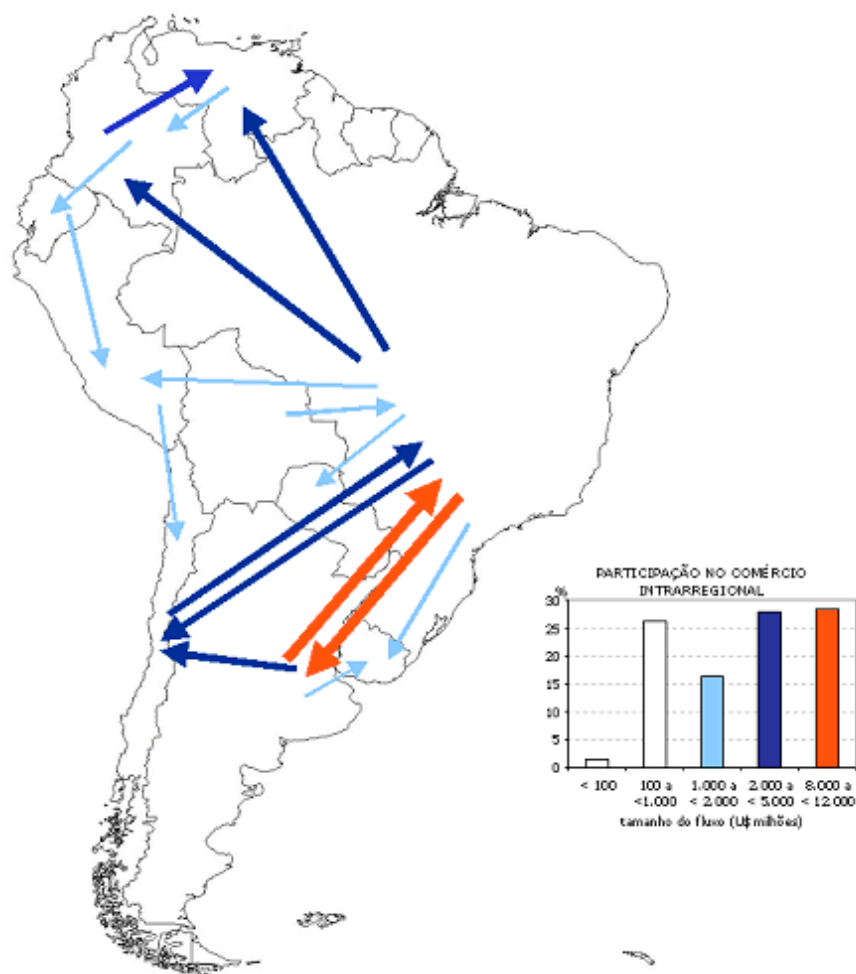 PARTICIPAÇÃO NO COMÉRCIO
INTRARREGIONAL
%
30
25
20
15
10
5
0
< 100
100 a
<1.000
1.000 a
< 2.000
2.000 a
< 5.000
8.000 a
< 12.000
tamanho do fluxo (U$ milhões)